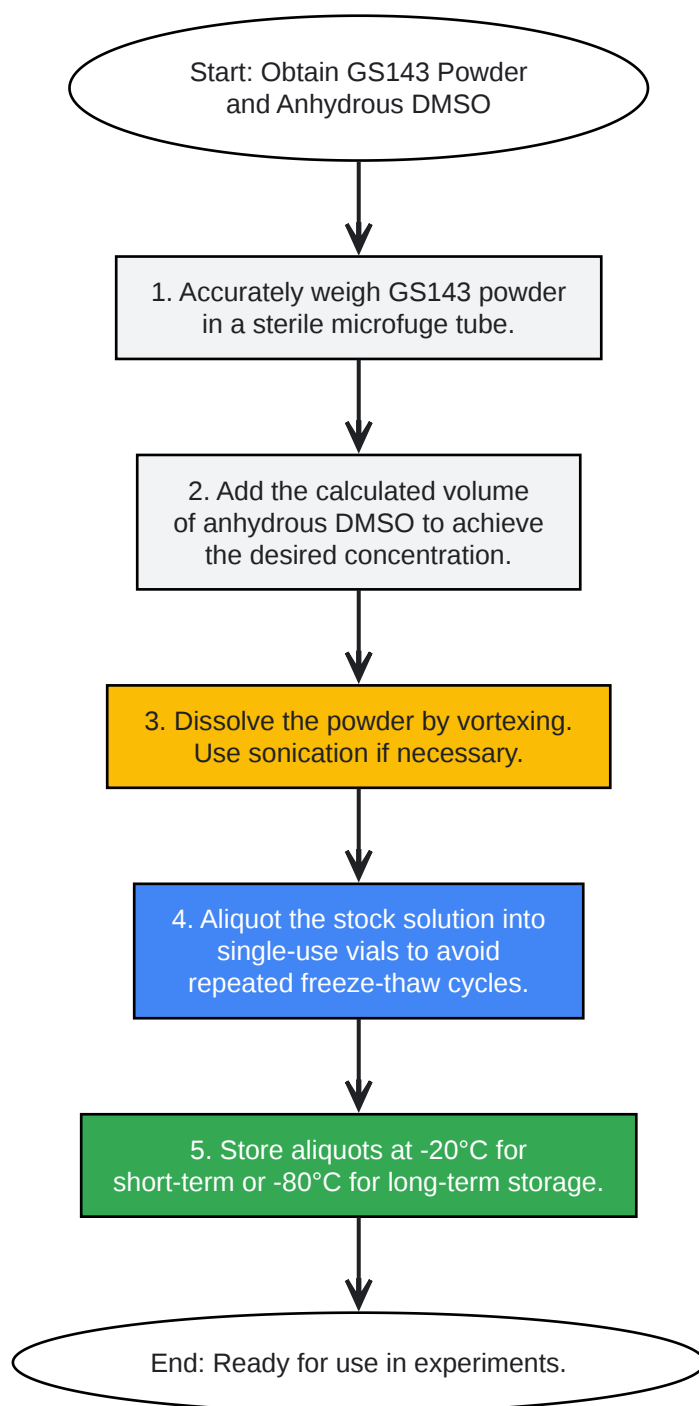 Start: Obtain GS143 Powder
and Anhydrous DMSO
1. Accurately weigh GS143 powder
in a sterile microfuge tube.
2. Add the calculated volume
of anhydrous DMSO to achieve
the desired concentration.
3. Dissolve the powder by vortexing.
Use sonication if necessary.
4. Aliquot the stock solution into
single-use vials to avoid
repeated freeze-thaw cycles.
5. Store aliquots at -20°C for
short-term or -80°C for long-term storage.
End: Ready for use in experiments.